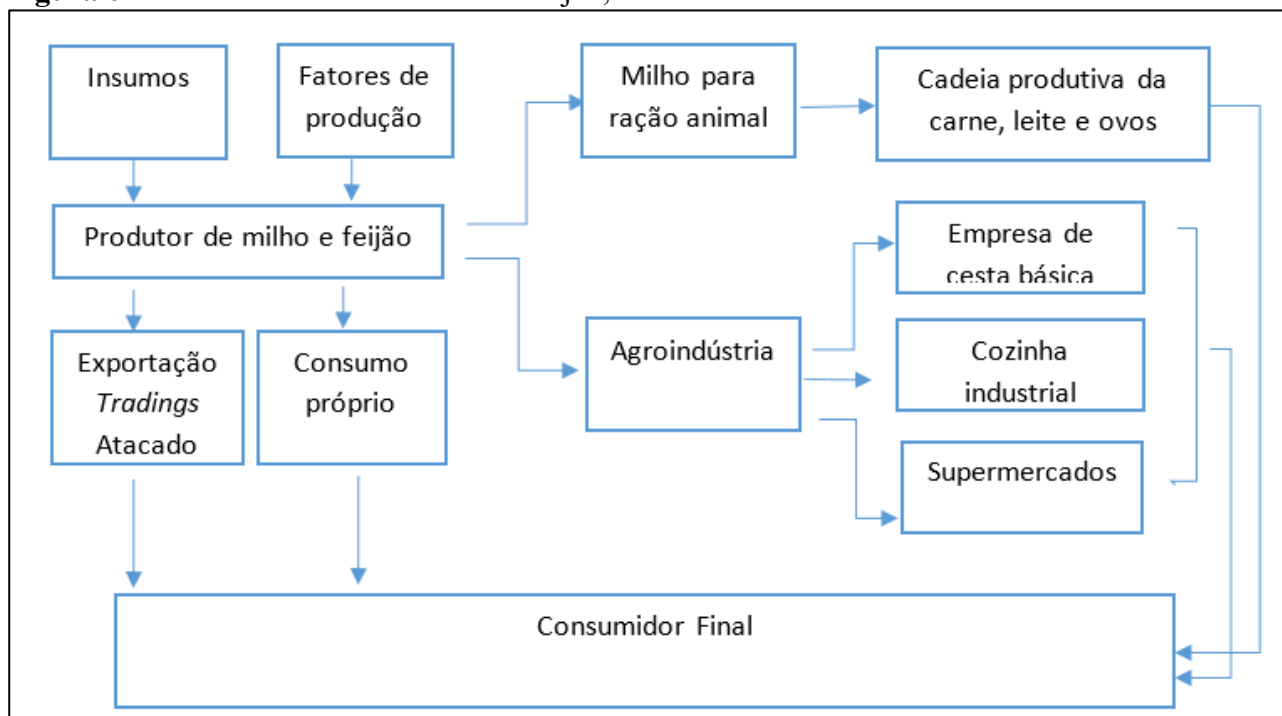 Insumos
Fatores de
produção
Milho para
ração animal
Cadeia produtiva da
carne, leite e ovos
Produtor de milho e feijão
Empresa de
cesta básica
Exportação
Tradings
Atacado
Consumo
próprio
Agroindústria
Cozinha
industrial
Supermercados
Consumidor Final